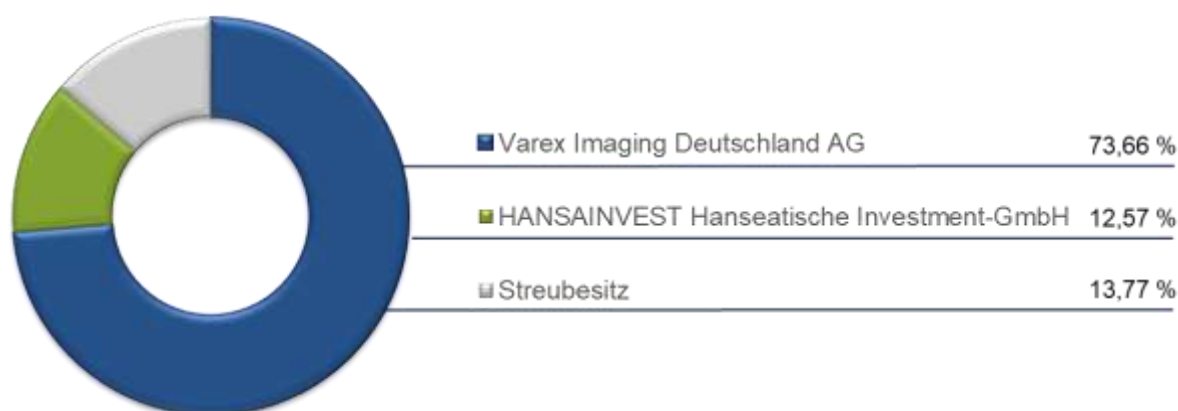 Varex Imaging Deutschland AG 73,66 %
HANSAINVEST Hanseatische Investment-GmbH 12,57 %
Streubesitz 13,77 %